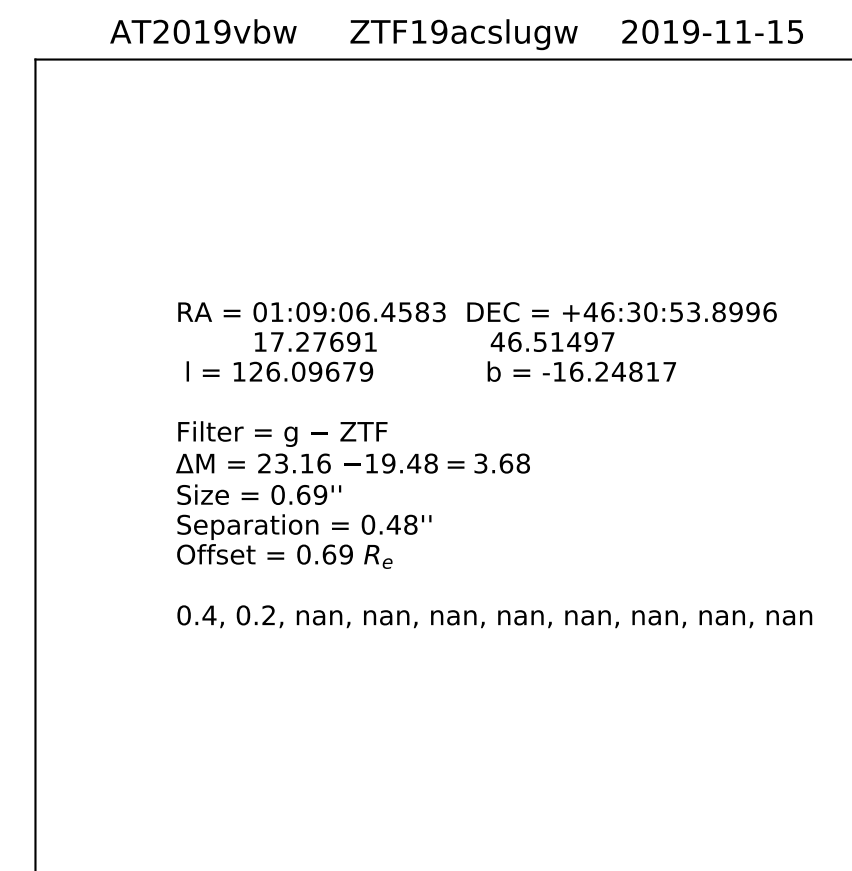 AT2019vbw ZTF19acslugw 2019-11-15
RA = 01:09:06.4583 DEC = +46:30:53.8996
17.27691 46.51497
l = 126.09679 b = -16.24817
Filter = g − ZTF
ΔM = 23.16 −19.48 = 3.68
Size = 0.69''
Separation = 0.48''
Offset = 0.69 Rₑ
0.4, 0.2, nan, nan, nan, nan, nan, nan, nan, nan